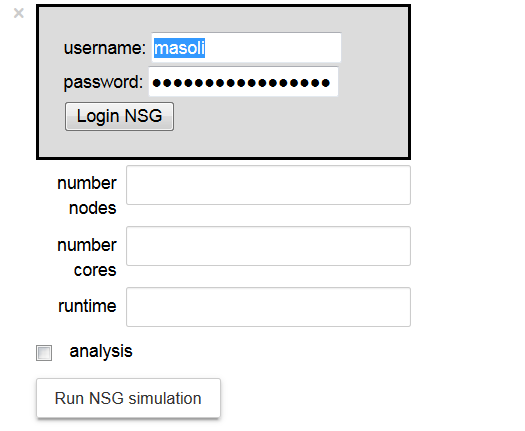 ×
username: masoli
password: •••••••••••••••••
Login NSG
number
nodes
number
cores
runtime
analysis
Run NSG simulation